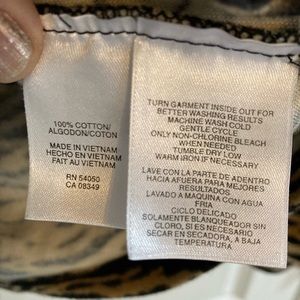 100% COTTON/
ALGODON/COTON
MADE IN VIETNAM
HECHO EN VIETNAM
FAIT AU VIETNAM
RN 54050
CA 08349
TURN GARMENT INSIDE OUT FOR
BETTER WASHING RESULTS
MACHINE WASH COLD
GENTLE CYCLE
ONLY NON-CHLORINE BLEACH
WHEN NEEDED
TUMBLE DRY LOW
WARM IRON IF NECESSARY
LAVE CON LA PARTE DE ADENTRO
HACIA AFUERA PARA MEJORES
RESULTADOS
LAVADO A MAQUINA CON AGUA
FRIA
CICLO DELICADO
SOLAMENTE BLANQUEADOR SIN
CLORO, SI ES NECESARIO
SECAR EN SECADORA, A BAJA
TEMPERATURA